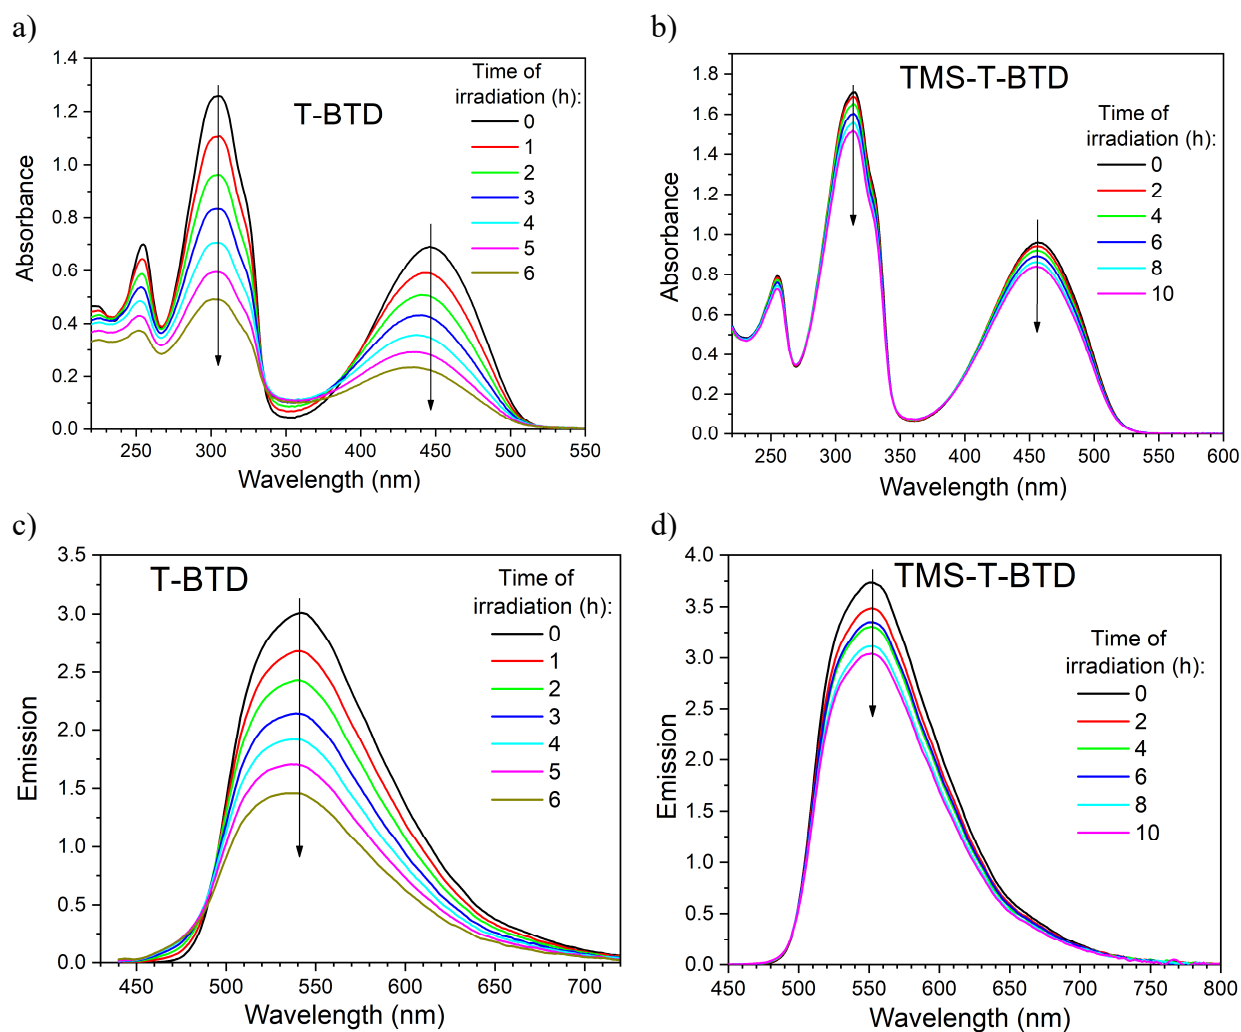 a)
T-BTD
Time of
irradiation (h):
0
1
2
3
4
5
6
1.4
1.2
1.0
0.8
0.6
0.4
0.2
0.0
Absorbance
250 300 350 400 450 500 550
Wavelength (nm)
b)
TMS-T-BTD
Time of
irradiation (h):
0
2
4
6
8
10
1.8
1.6
1.4
1.2
1.0
0.8
0.6
0.4
0.2
0.0
Absorbance
250 300 350 400 450 500 550 600
Wavelength (nm)
c)
T-BTD
Time of
irradiation (h):
0
1
2
3
4
5
6
3.5
3.0
2.5
2.0
1.5
1.0
0.5
0.0
Emission
450 500 550 600 650 700
Wavelength (nm)
d)
TMS-T-BTD
Time of
irradiation (h):
0
2
4
6
8
10
4.0
3.5
3.0
2.5
2.0
1.5
1.0
0.5
0.0
Emission
450 500 550 600 650 700 750 800
Wavelength (nm)